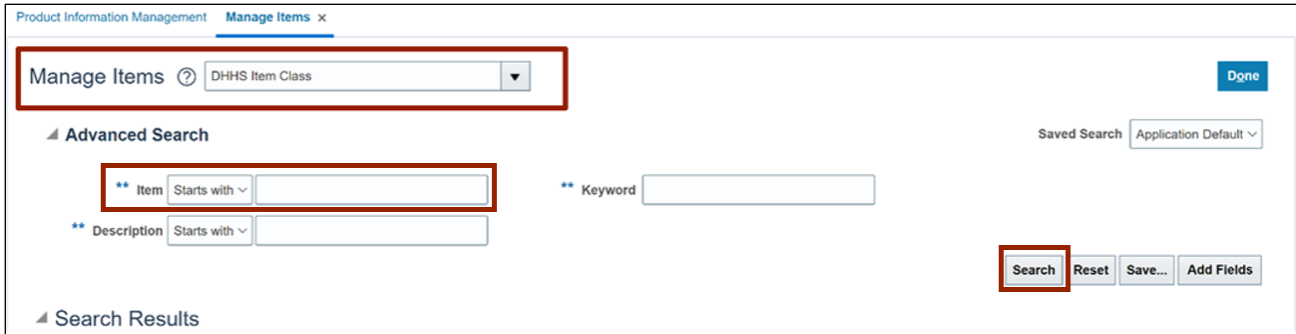 Product Information Management Manage Items x
Manage Items ? DHHS Item Class
Done
Advanced Search
Saved Search Application Default
** Item Starts with ** Keyword
** Description Starts with
Search Reset Save... Add Fields
Search Results